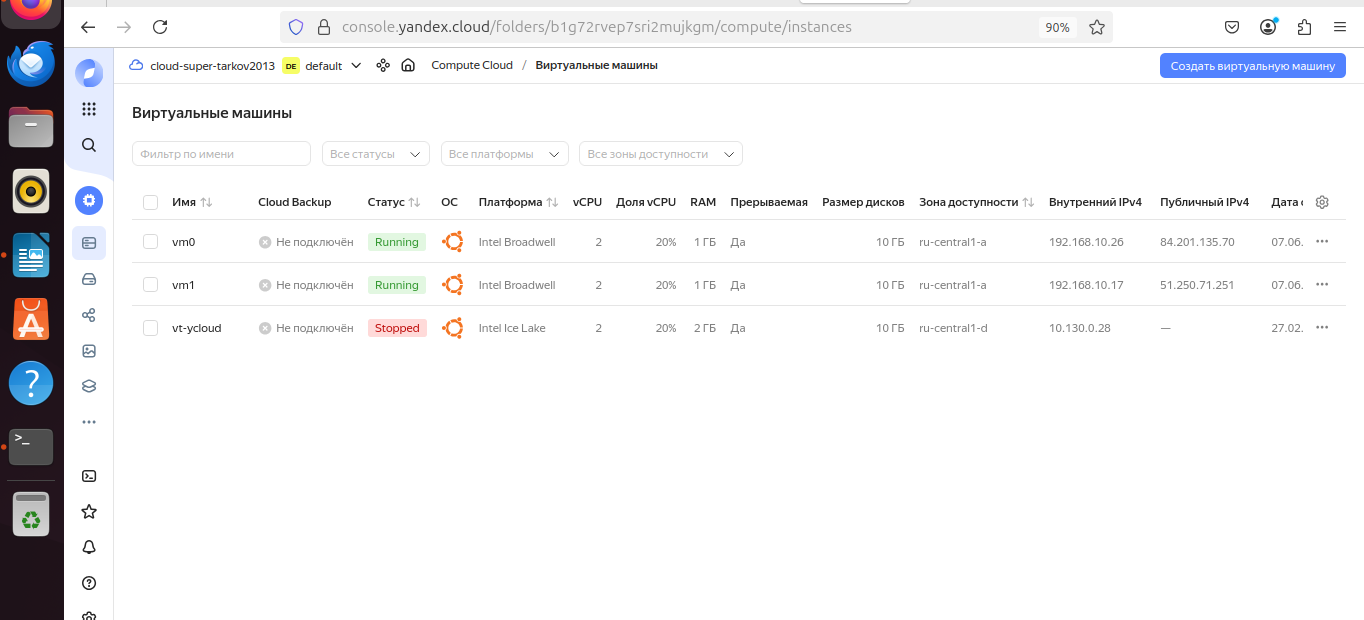 console.yandex.cloud/folders/b1g72rvep7sri2mujkgm/compute/instances 90%
cloud-super-tarkov2013 DE default Compute Cloud / Виртуальные машины Создать виртуальную машину
Виртуальные машины
Фильтр по имени Все статусы Все платформы Все зоны доступности
Имя Cloud Backup Статус ОС Платформа vCPU Доля vCPU RAM Прерываемая Размер дисков Зона доступности Внутренний IPv4 Публичный IPv4 Дата с
vm0 Не подключён Running Intel Broadwell 2 20% 1 ГБ Да 10 ГБ ru-central1-a 192.168.10.26 84.201.135.70 07.06.
vm1 Не подключён Running Intel Broadwell 2 20% 1 ГБ Да 10 ГБ ru-central1-a 192.168.10.17 51.250.71.251 07.06.
vt-ycloud Не подключён Stopped Intel Ice Lake 2 20% 2 ГБ Да 10 ГБ ru-central1-d 10.130.0.28 — 27.02.